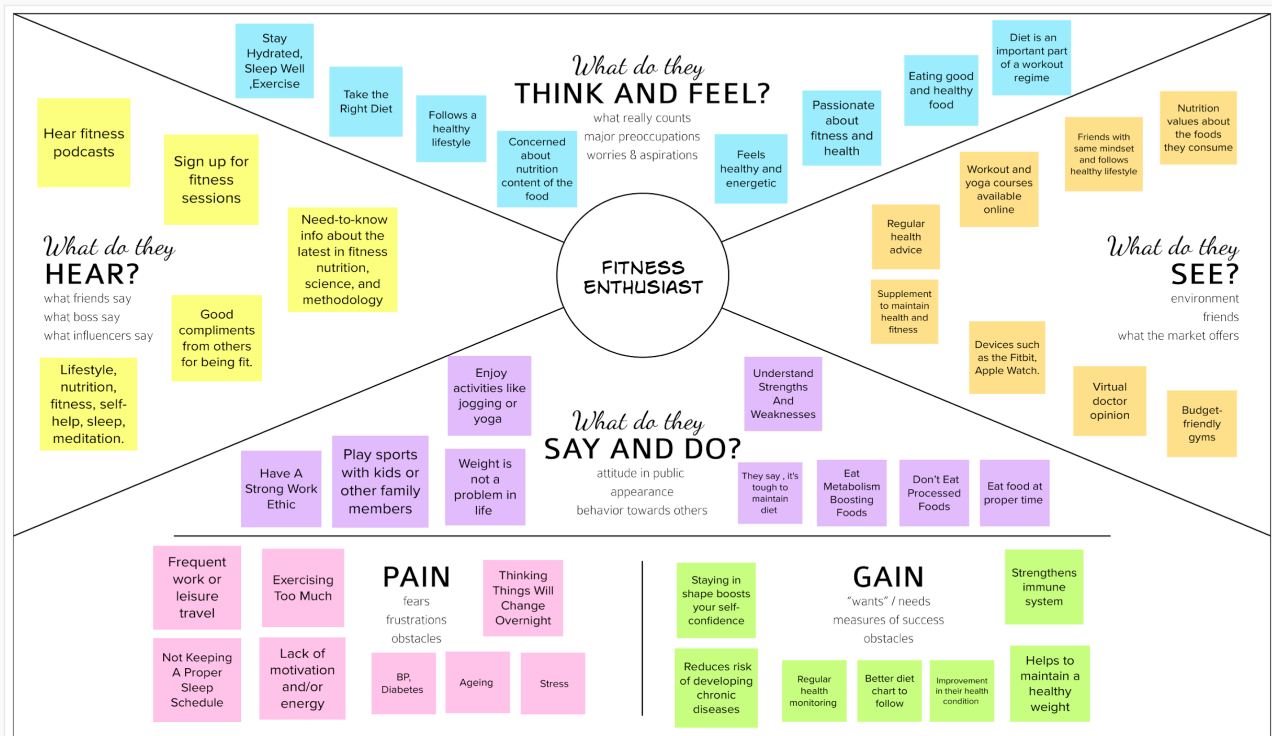 What do they
THINK AND FEEL?
what really counts
major preoccupations
worries & aspirations
Stay
Hydrated,
Sleep Well
,Exercise
Take the
Right Diet
Follows a
healthy
lifestyle
Concerned
about
nutrition
content of the
food
Feels
healthy and
energetic
Passionate
about
fitness and
health
Eating good
and healthy
food
Diet is an
important part
of a workout
regime
What do they
HEAR?
what friends say
what boss say
what influencers say
Hear fitness
podcasts
Sign up for
fitness
sessions
Need-to-know
info about the
latest in fitness
nutrition,
science, and
methodology
Good
compliments
from others
for being fit.
Lifestyle,
nutrition,
fitness, self-
help, sleep,
meditation.
FITNESS
ENTHUSIAST
What do they
SEE?
environment
friends
what the market offers
Nutrition
values about
the foods
they consume
Friends with
same mindset
and follows
healthy lifestyle
Workout and
yoga courses
available
online
Regular
health
advice
Supplement
to maintain
health and
fitness
Devices such
as the Fitbit,
Apple Watch.
Virtual
doctor
opinion
Budget-
friendly
gyms
What do they
SAY AND DO?
attitude in public
appearance
behavior towards others
Enjoy
activities like
jogging or
yoga
Understand
Strengths
And
Weaknesses
Have A
Strong Work
Ethic
Play sports
with kids or
other family
members
Weight is
not a
problem in
life
They say , it's
tough to
maintain
diet
Eat
Metabolism
Boosting
Foods
Don't Eat
Processed
Foods
Eat food at
proper time
PAIN
fears
frustrations
obstacles
Frequent
work or
leisure
travel
Exercising
Too Much
Thinking
Things Will
Change
Overnight
Not Keeping
A Proper
Sleep
Schedule
Lack of
motivation
and/or
energy
BP,
Diabetes
Ageing
Stress
GAIN
"wants" / needs
measures of success
obstacles
Staying in
shape boosts
your self-
confidence
Strengthens
immune
system
Reduces risk
of developing
chronic
diseases
Regular
health
monitoring
Better diet
chart to
follow
Improvement
in their health
condition
Helps to
maintain a
healthy
weight